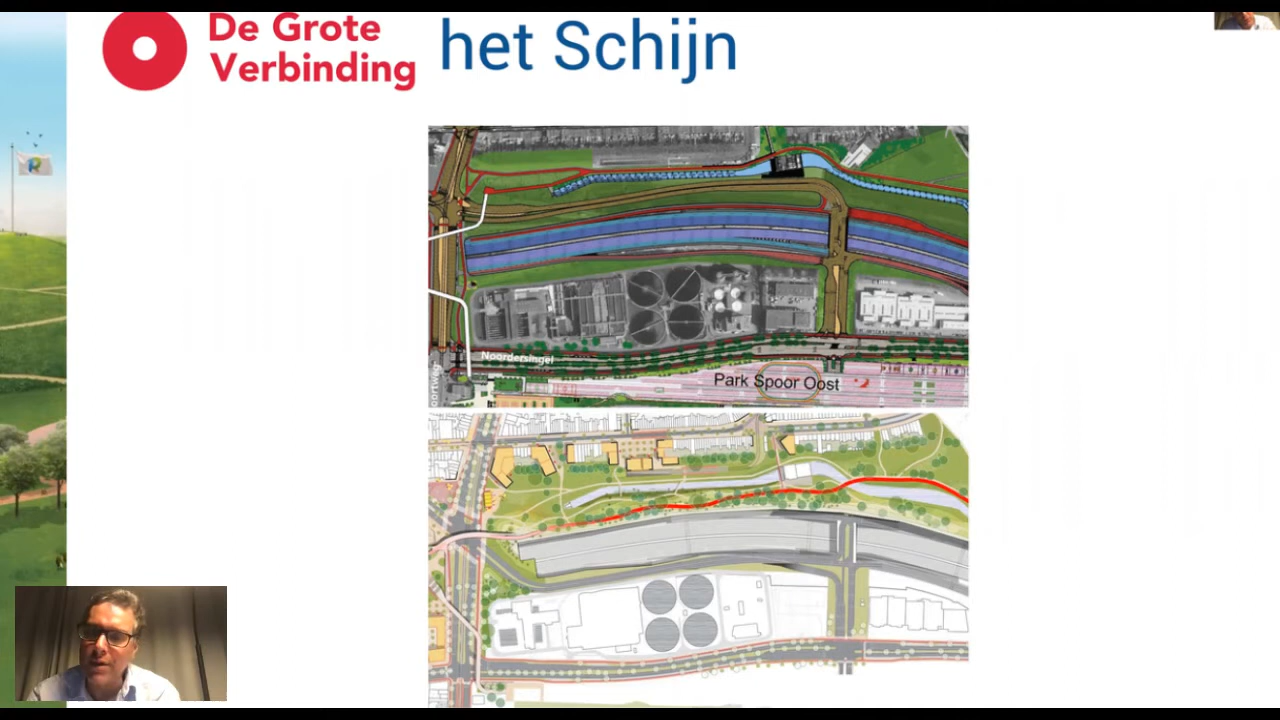 De Grote
Verbinding
het Schijn
Noordersingel
Park Spoor Oost